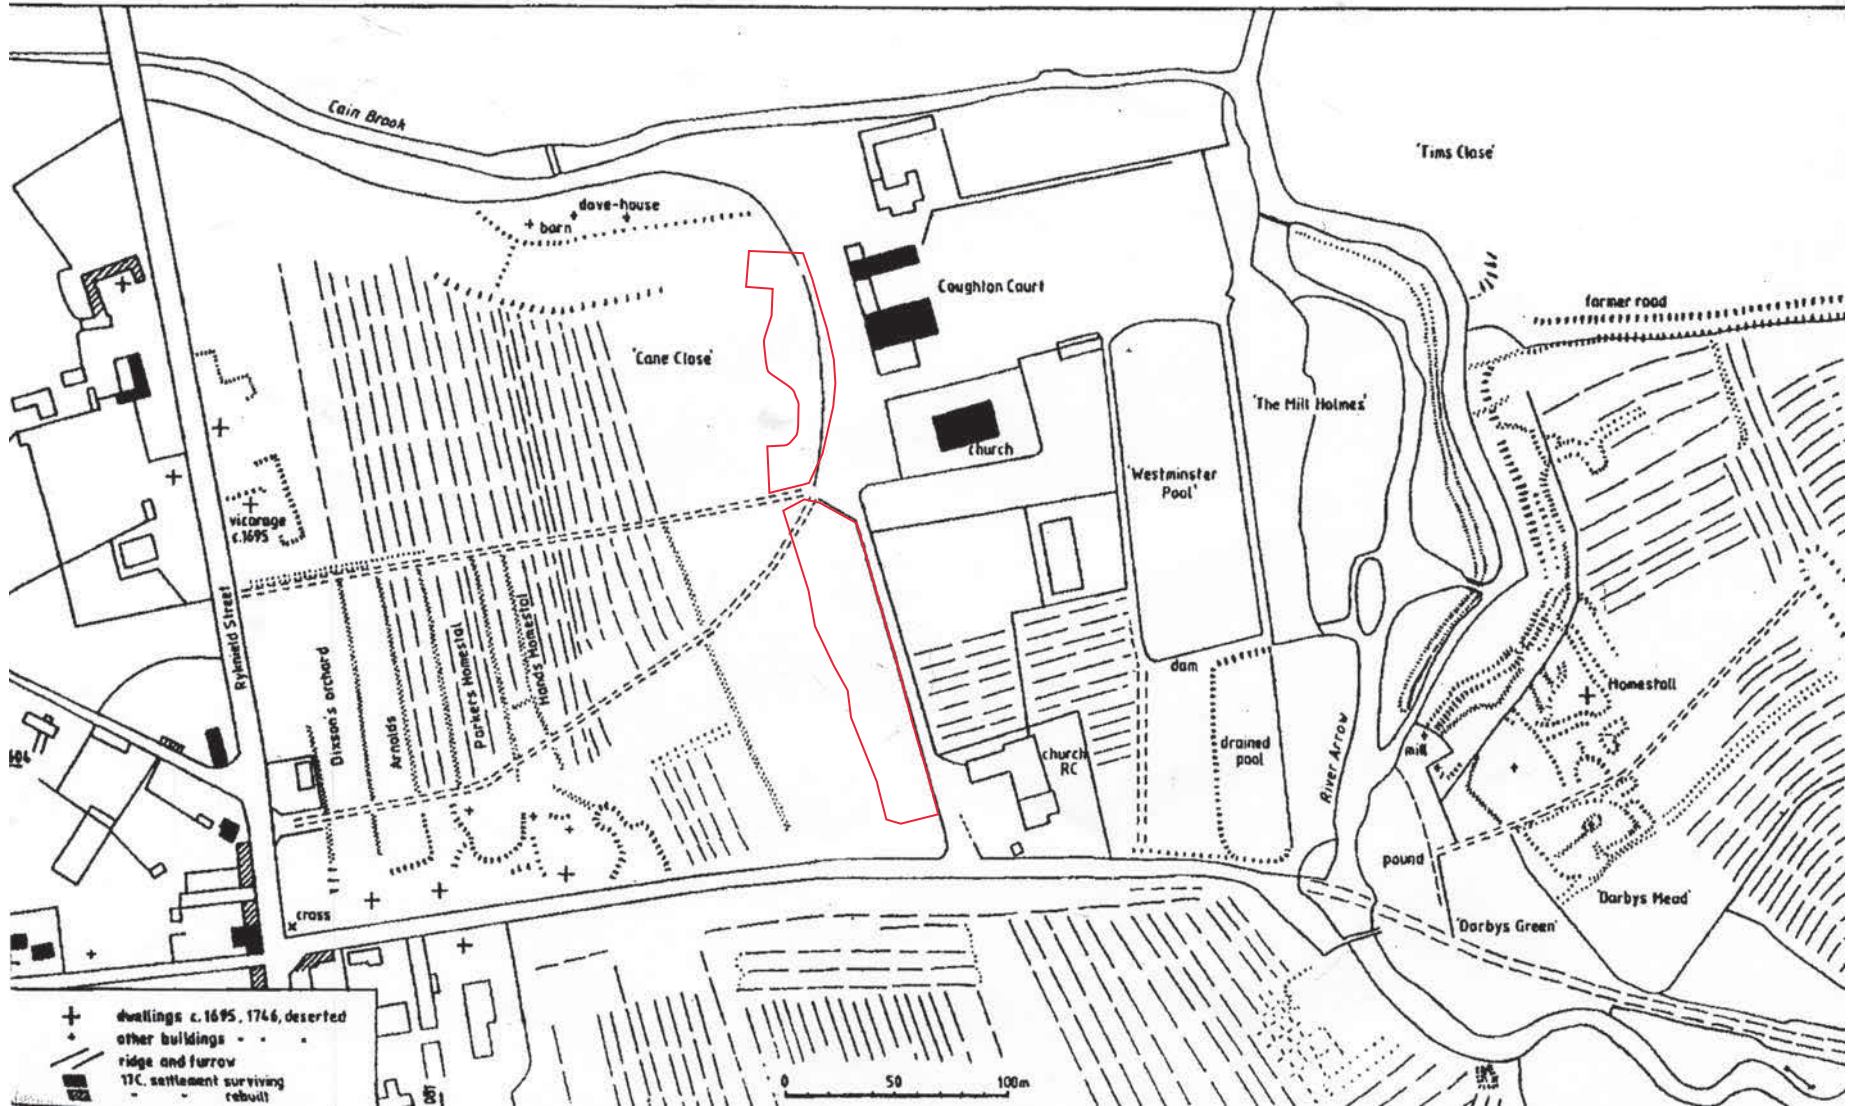 Cain Brook
'Tims Close'
dove-house
barn
Coughton Court
former road
'Cane Close'
'The Mill Holmes'
church
'Westminster
Pool'
vicarage
c.1695
Ryknield Street
Dixson's orchard
Arnolds
Parkers Homestal
Hands Homestal
dam
Homestall
River Arrow
mill
drained
pool
church
RC
pound
'Darbys Mead'
'Darbys Green'
cross
dwellings c.1695, 1746, deserted
other buildings - - -
ridge and furrow
17C. settlement surviving
- - rebuilt
0 50 100m